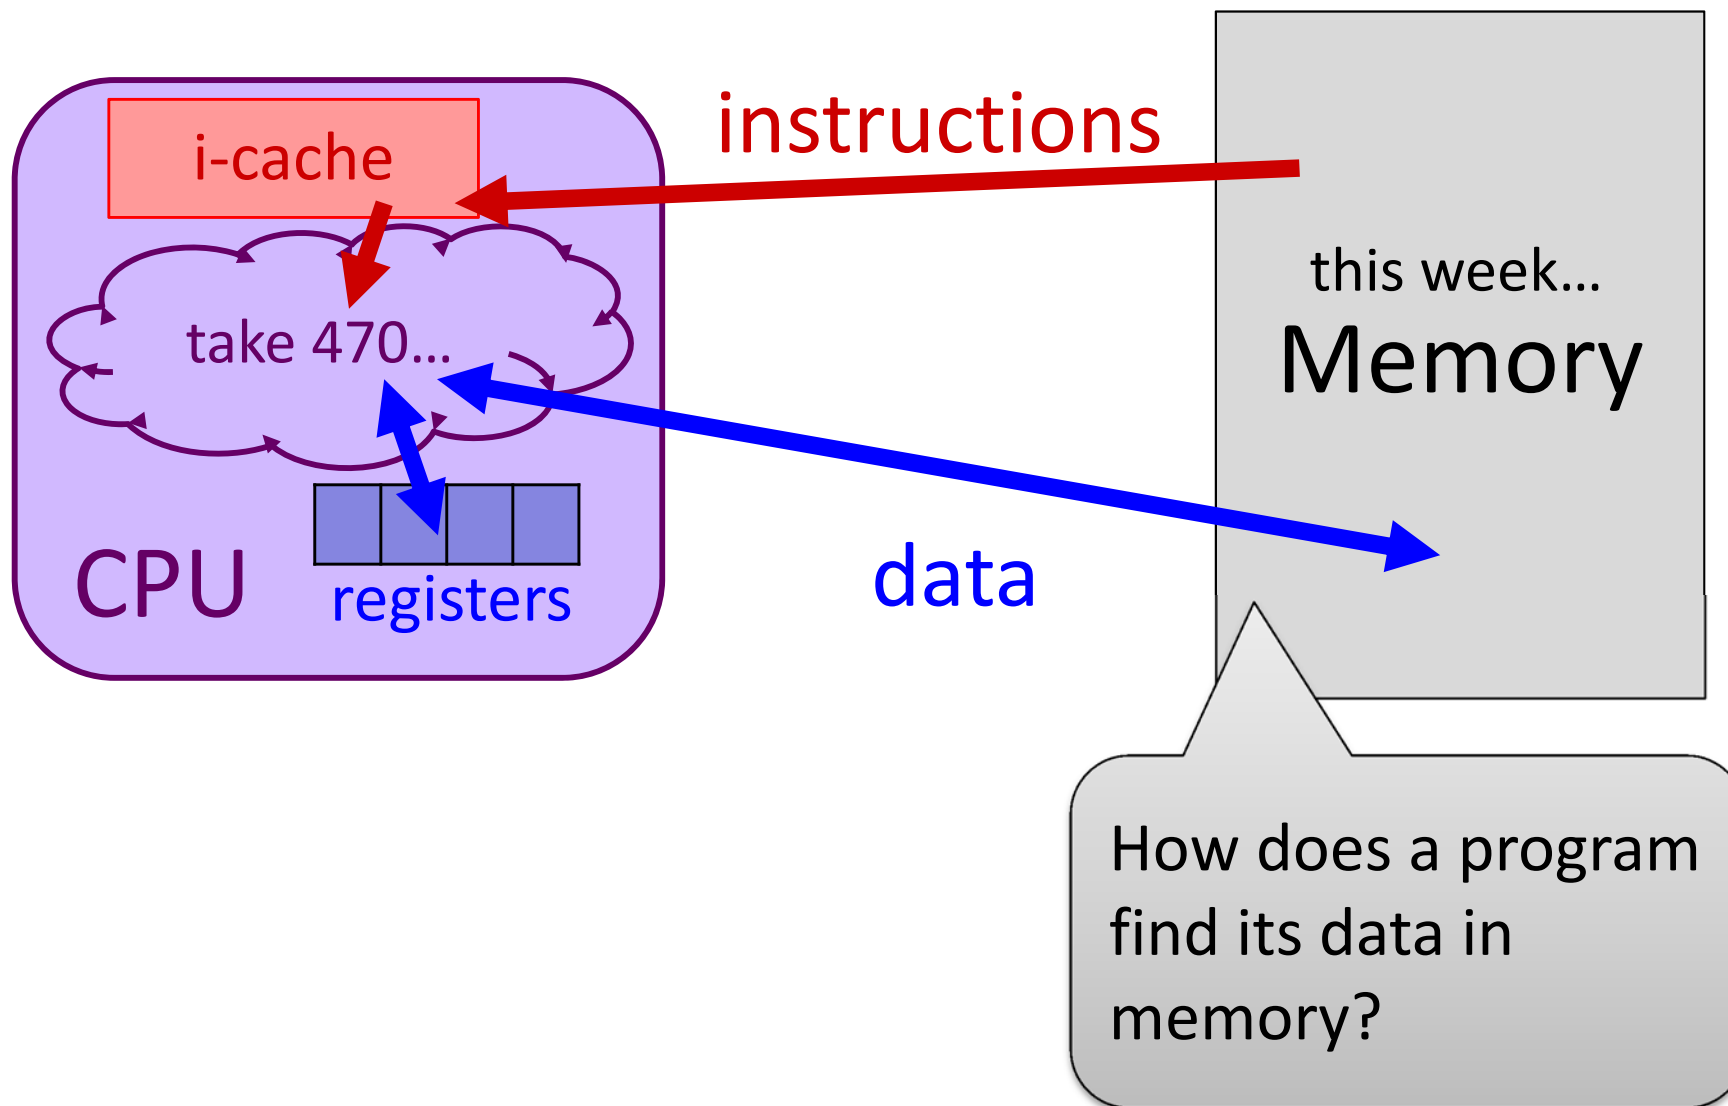 i-cache
take 470…
CPU
registers
instructions
data
this week…
Memory
How does a program
find its data in
memory?